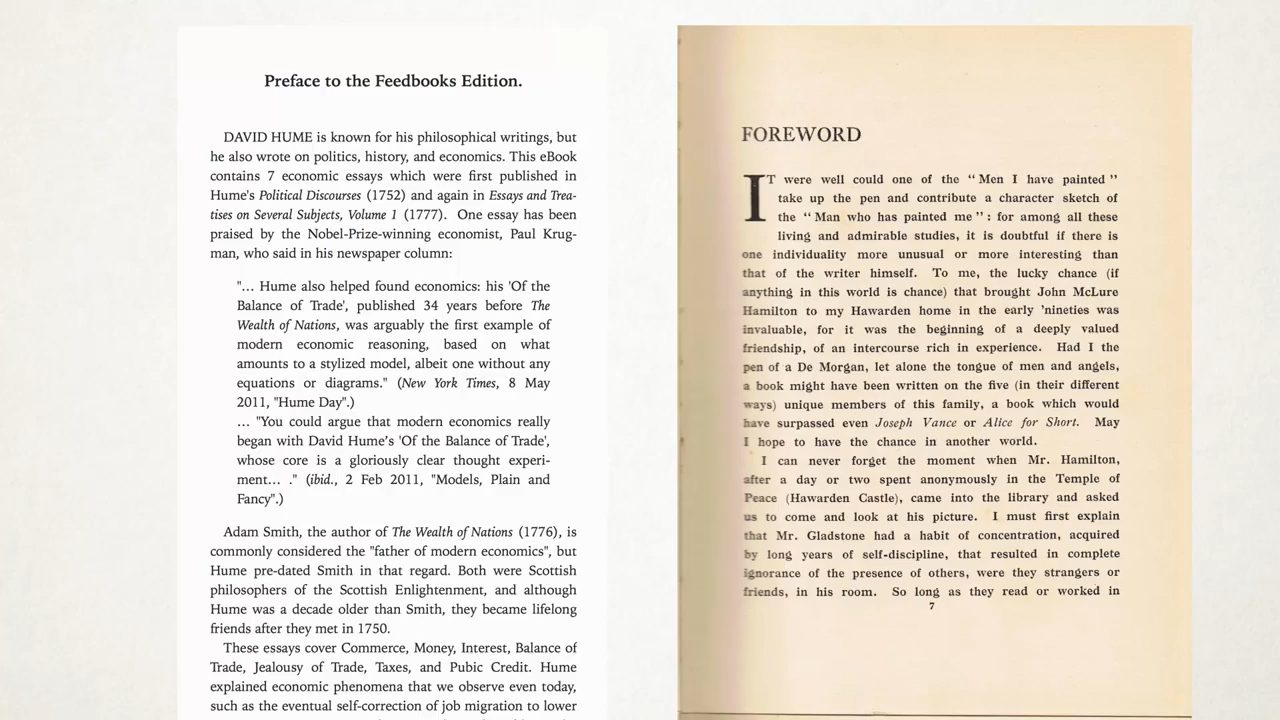 Preface to the Feedbooks Edition.
DAVID HUME is known for his philosophical writings, but
he also wrote on politics, history, and economics. This eBook
contains 7 economic essays which were first published in
Hume's Political Discourses (1752) and again in Essays and Trea-
tises on Several Subjects, Volume 1 (1777). One essay has been
praised by the Nobel-Prize-winning economist, Paul Krug-
man, who said in his newspaper column:
"... Hume also helped found economics: his 'Of the
Balance of Trade', published 34 years before The
Wealth of Nations, was arguably the first example of
modern economic reasoning, based on what
amounts to a stylized model, albeit one without any
equations or diagrams." (New York Times, 8 May
2011, "Hume Day".)
... "You could argue that modern economics really
began with David Hume's 'Of the Balance of Trade',
whose core is a gloriously clear thought experi-
ment... ." (ibid., 2 Feb 2011, "Models, Plain and
Fancy".)
Adam Smith, the author of The Wealth of Nations (1776), is
commonly considered the "father of modern economics", but
Hume pre-dated Smith in that regard. Both were Scottish
philosophers of the Scottish Enlightenment, and although
Hume was a decade older than Smith, they became lifelong
friends after they met in 1750.
These essays cover Commerce, Money, Interest, Balance of
Trade, Jealousy of Trade, Taxes, and Pubic Credit. Hume
explained economic phenomena that we observe even today,
such as the eventual self-correction of job migration to lower
FOREWORD
IT were well could one of the "Men I have painted"
take up the pen and contribute a character sketch of
the "Man who has painted me": for among all these
living and admirable studies, it is doubtful if there is
one individuality more unusual or more interesting than
that of the writer himself. To me, the lucky chance (if
anything in this world is chance) that brought John McLure
Hamilton to my Hawarden home in the early 'nineties was
invaluable, for it was the beginning of a deeply valued
friendship, of an intercourse rich in experience. Had I the
pen of a De Morgan, let alone the tongue of men and angels,
a book might have been written on the five (in their different
ways) unique members of this family, a book which would
have surpassed even Joseph Vance or Alice for Short. May
I hope to have the chance in another world.
I can never forget the moment when Mr. Hamilton,
after a day or two spent anonymously in the Temple of
Peace (Hawarden Castle), came into the library and asked
us to come and look at his picture. I must first explain
that Mr. Gladstone had a habit of concentration, acquired
by long years of self-discipline, that resulted in complete
ignorance of the presence of others, were they strangers or
friends, in his room. So long as they read or worked in
7